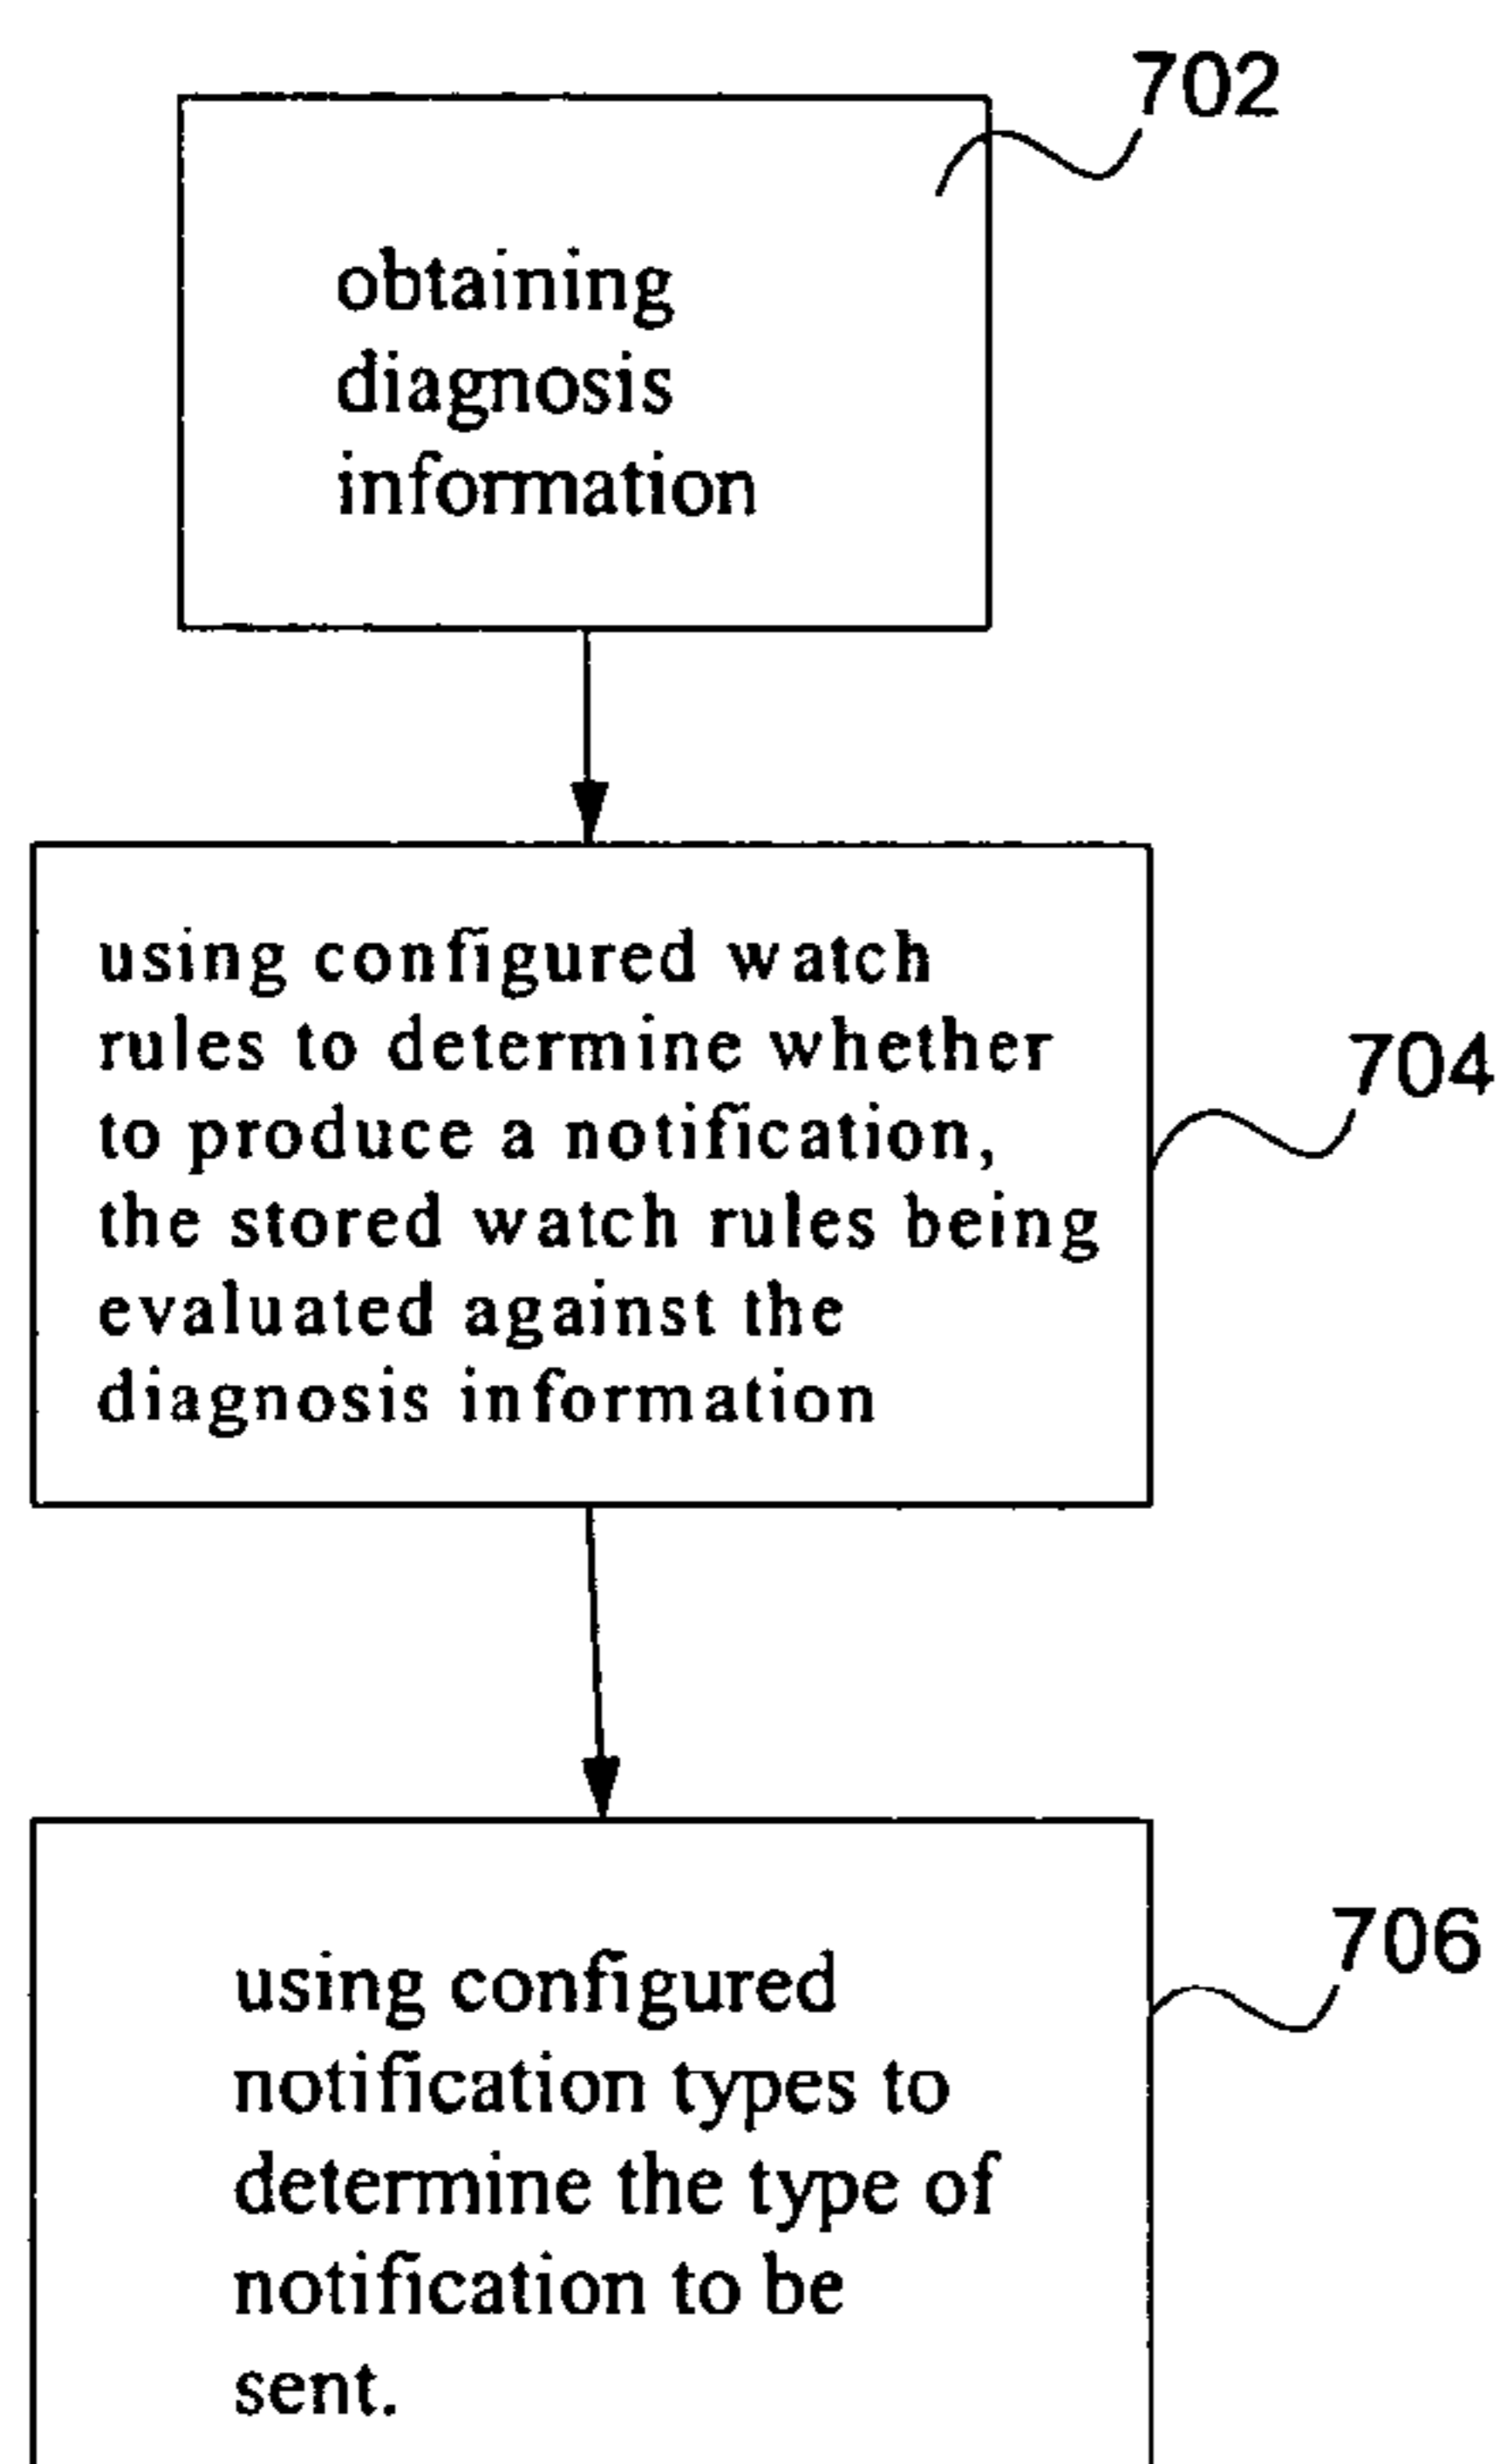 702
obtaining
diagnosis
information
using configured watch
rules to determine whether
to produce a notification,
the stored watch rules being
evaluated against the
diagnosis information
704
using configured
notification types to
determine the type of
notification to be
sent.
706